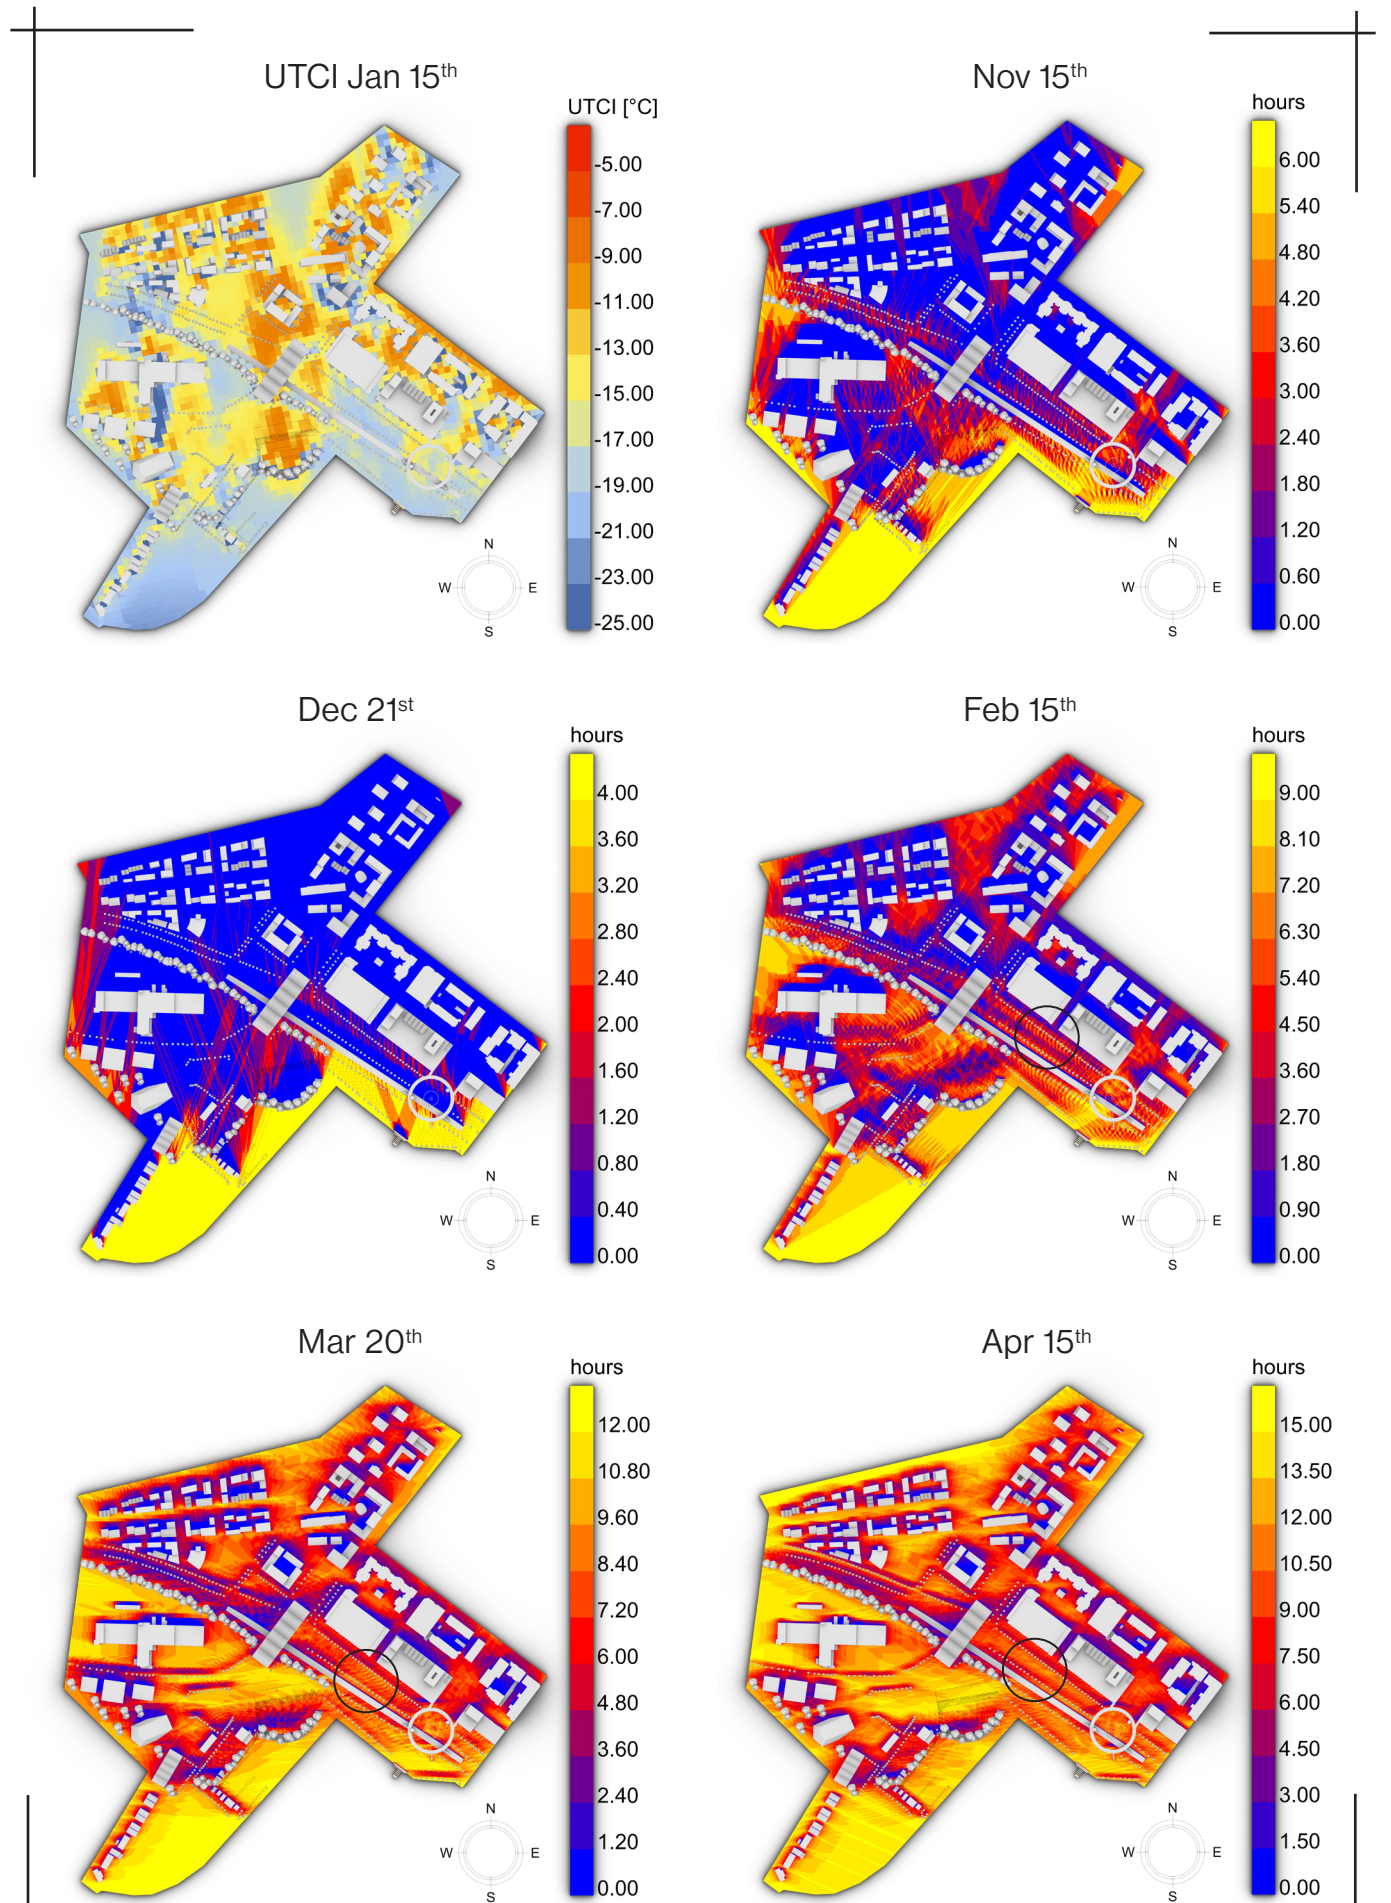 UTCI Jan 15th
UTCI [°C]
-5.00
-7.00
-9.00
-11.00
-13.00
-15.00
-17.00
-19.00
-21.00
-23.00
-25.00
N
W E
S
Nov 15th
hours
6.00
5.40
4.80
4.20
3.60
3.00
2.40
1.80
1.20
0.60
0.00
N
W E
S
Dec 21st
hours
4.00
3.60
3.20
2.80
2.40
2.00
1.60
1.20
0.80
0.40
0.00
N
W E
S
Feb 15th
hours
9.00
8.10
7.20
6.30
5.40
4.50
3.60
2.70
1.80
0.90
0.00
N
W E
S
Mar 20th
hours
12.00
10.80
9.60
8.40
7.20
6.00
4.80
3.60
2.40
1.20
0.00
N
W E
S
Apr 15th
hours
15.00
13.50
12.00
10.50
9.00
7.50
6.00
4.50
3.00
1.50
0.00
N
W E
S